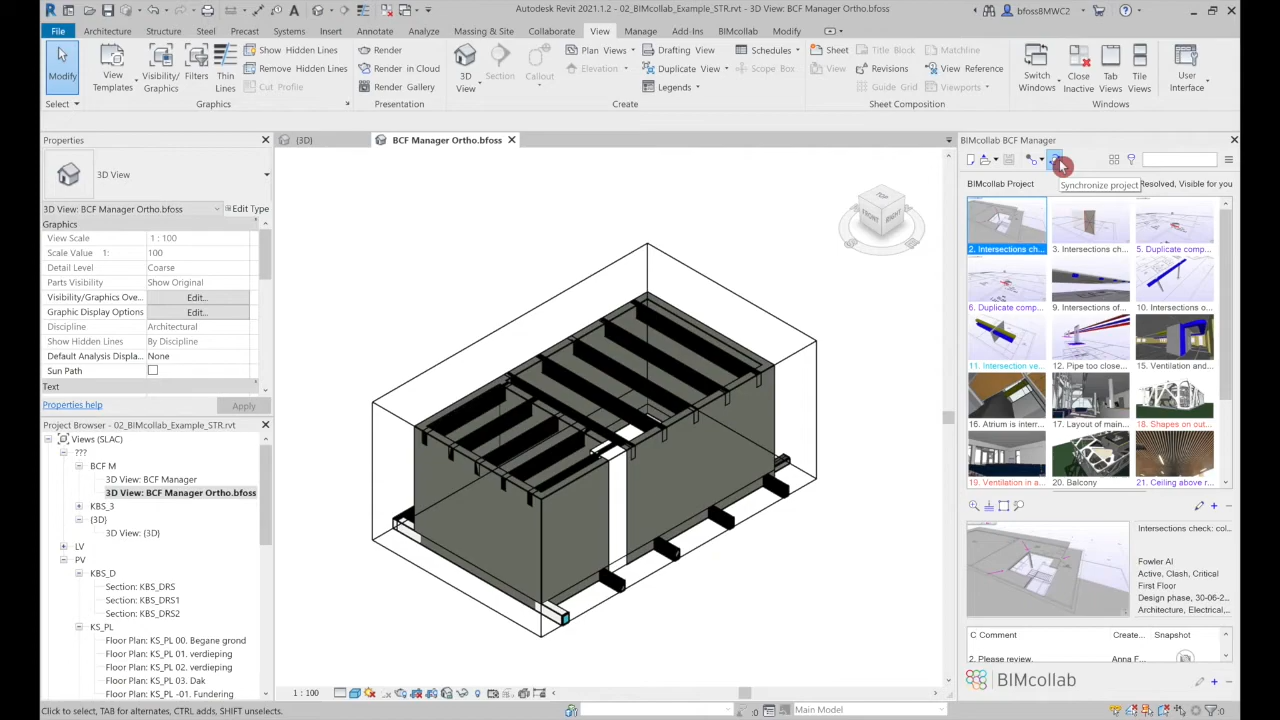 Autodesk Revit 2021.1.2 - 02_BIMcollab_Example_STR.rvt - 3D View: BCF Manager Ortho.bfoss
bfoss8MWC2
File Architecture Structure Steel Precast Systems Insert Annotate Analyze Massing & Site Collaborate View Manage Add-Ins BIMcollab Modify
Show Hidden Lines Render Plan Views Drafting View Schedules Sheet Title Block Matchline
Remove Hidden Lines Render in Cloud Elevation Duplicate View Scope Box View Revisions View Reference
Modify View Templates Visibility/ Graphics Filters Thin Lines Cut Profile Render Gallery 3D View Section Callout Legends Guide Grid Viewports Switch Windows Close Inactive Tab Views Tile Views User Interface
Select Graphics Presentation Create Sheet Composition Windows
Properties
{3D}
BCF Manager Ortho.bfoss
3D View
3D View: BCF Manager Ortho.bfoss Edit Type
Graphics
View Scale 1 : 100
Scale Value 1: 100
Detail Level Coarse
Parts Visibility Show Original
Visibility/Graphics Ove... Edit...
Graphic Display Options Edit...
Discipline Architectural
Show Hidden Lines By Discipline
Default Analysis Displa... None
Sun Path
Text
Properties help Apply
Project Browser - 02_BIMcollab_Example_STR.rvt
Views (SLAC)
???
BCF M
3D View: BCF Manager
3D View: BCF Manager Ortho.bfoss
KBS_3
{3D}
3D View: {3D}
LV
PV
KBS_D
Section: KBS_DRS
Section: KBS_DRS1
Section: KBS_DRS2
KS_PL
Floor Plan: KS_PL 00. Begane grond
Floor Plan: KS_PL 01. verdieping
Floor Plan: KS_PL 02. verdieping
Floor Plan: KS_PL 03. Dak
Floor Plan: KS_PL -01. Fundering
FRONT RIGHT
1 : 100
BIMcollab BCF Manager
Synchronize project
BIMcollab Project Resolved, Visible for you
2. Intersections ch... 3. Intersections ch... 5. Duplicate comp...
6. Duplicate comp... 9. Intersections of... 10. Intersections o...
11. Intersection ve... 12. Pipe too close... 15. Ventilation and...
16. Atrium is interr... 17. Layout of main... 18. Shapes on out...
19. Ventilation in a... 20. Balcony 21. Ceiling above r...
Intersections check: col...
Fowler Al
Active, Clash, Critical
First Floor
Design phase, 30-06-2...
Architecture, Electrical,...
C Comment Create... Snapshot
2. Please review. Anna F...
BIMcollab
Click to select, TAB for alternates, CTRL adds, SHIFT unselects.
:0 Main Model :0